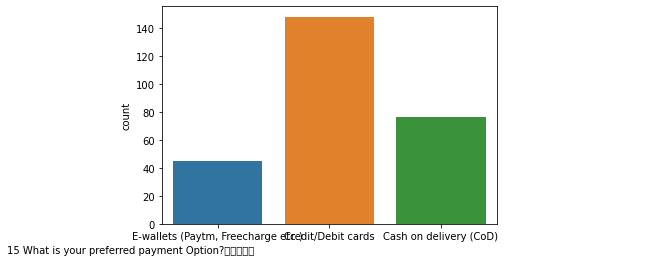 140
120
100
80
60
40
20
0
count
E-wallets (Paytm, Freecharge etc.) Credit/Debit cards Cash on delivery (CoD)
15 What is your preferred payment Option?